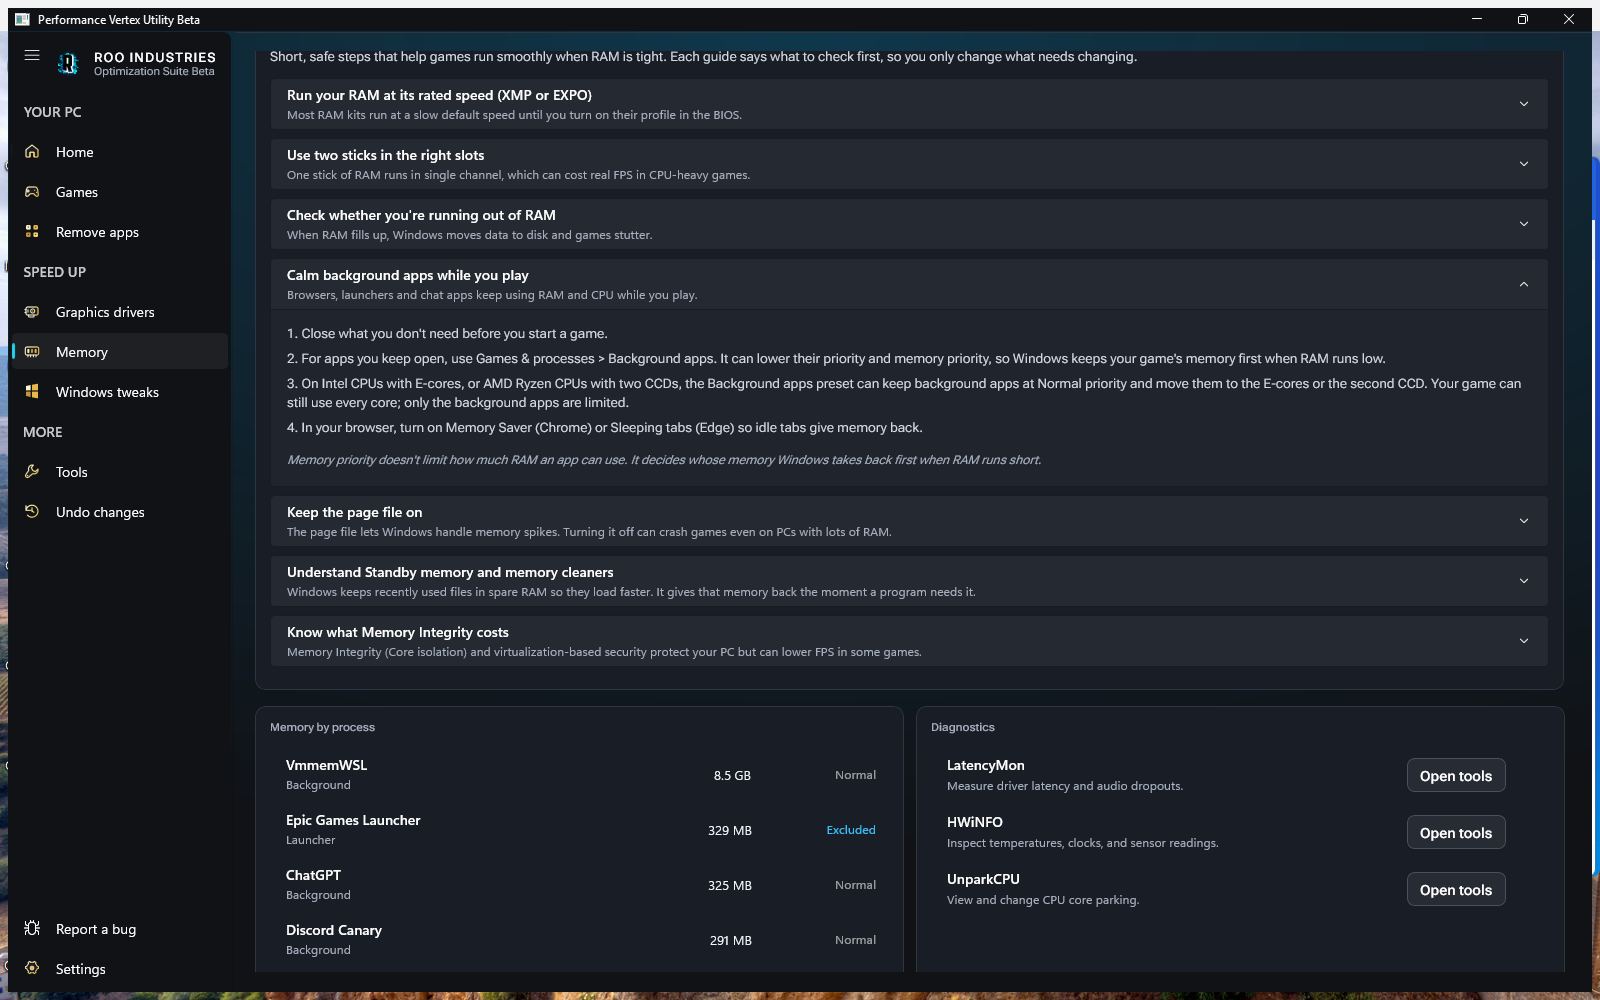 Performance Vertex Utility Beta
ROO INDUSTRIES
Optimization Suite Beta
YOUR PC
Home
Games
Remove apps
SPEED UP
Graphics drivers
Memory
Windows tweaks
MORE
Tools
Undo changes
Report a bug
Settings
Short, safe steps that help games run smoothly when RAM is tight. Each guide says what to check first, so you only change what needs changing.
Run your RAM at its rated speed (XMP or EXPO)
Most RAM kits run at a slow default speed until you turn on their profile in the BIOS.
Use two sticks in the right slots
One stick of RAM runs in single channel, which can cost real FPS in CPU-heavy games.
Check whether you're running out of RAM
When RAM fills up, Windows moves data to disk and games stutter.
Calm background apps while you play
Browsers, launchers and chat apps keep using RAM and CPU while you play.
1. Close what you don't need before you start a game.
2. For apps you keep open, use Games & processes > Background apps. It can lower their priority and memory priority, so Windows keeps your game's memory first when RAM runs low.
3. On Intel CPUs with E-cores, or AMD Ryzen CPUs with two CCDs, the Background apps preset can keep background apps at Normal priority and move them to the E-cores or the second CCD. Your game can
still use every core; only the background apps are limited.
4. In your browser, turn on Memory Saver (Chrome) or Sleeping tabs (Edge) so idle tabs give memory back.
Memory priority doesn't limit how much RAM an app can use. It decides whose memory Windows takes back first when RAM runs short.
Keep the page file on
The page file lets Windows handle memory spikes. Turning it off can crash games even on PCs with lots of RAM.
Understand Standby memory and memory cleaners
Windows keeps recently used files in spare RAM so they load faster. It gives that memory back the moment a program needs it.
Know what Memory Integrity costs
Memory Integrity (Core isolation) and virtualization-based security protect your PC but can lower FPS in some games.
Memory by process
VmmemWSL
Background
8.5 GB
Normal
Epic Games Launcher
Launcher
329 MB
Excluded
ChatGPT
Background
325 MB
Normal
Discord Canary
Background
291 MB
Normal
Diagnostics
LatencyMon
Measure driver latency and audio dropouts.
Open tools
HWiNFO
Inspect temperatures, clocks, and sensor readings.
Open tools
UnparkCPU
View and change CPU core parking.
Open tools